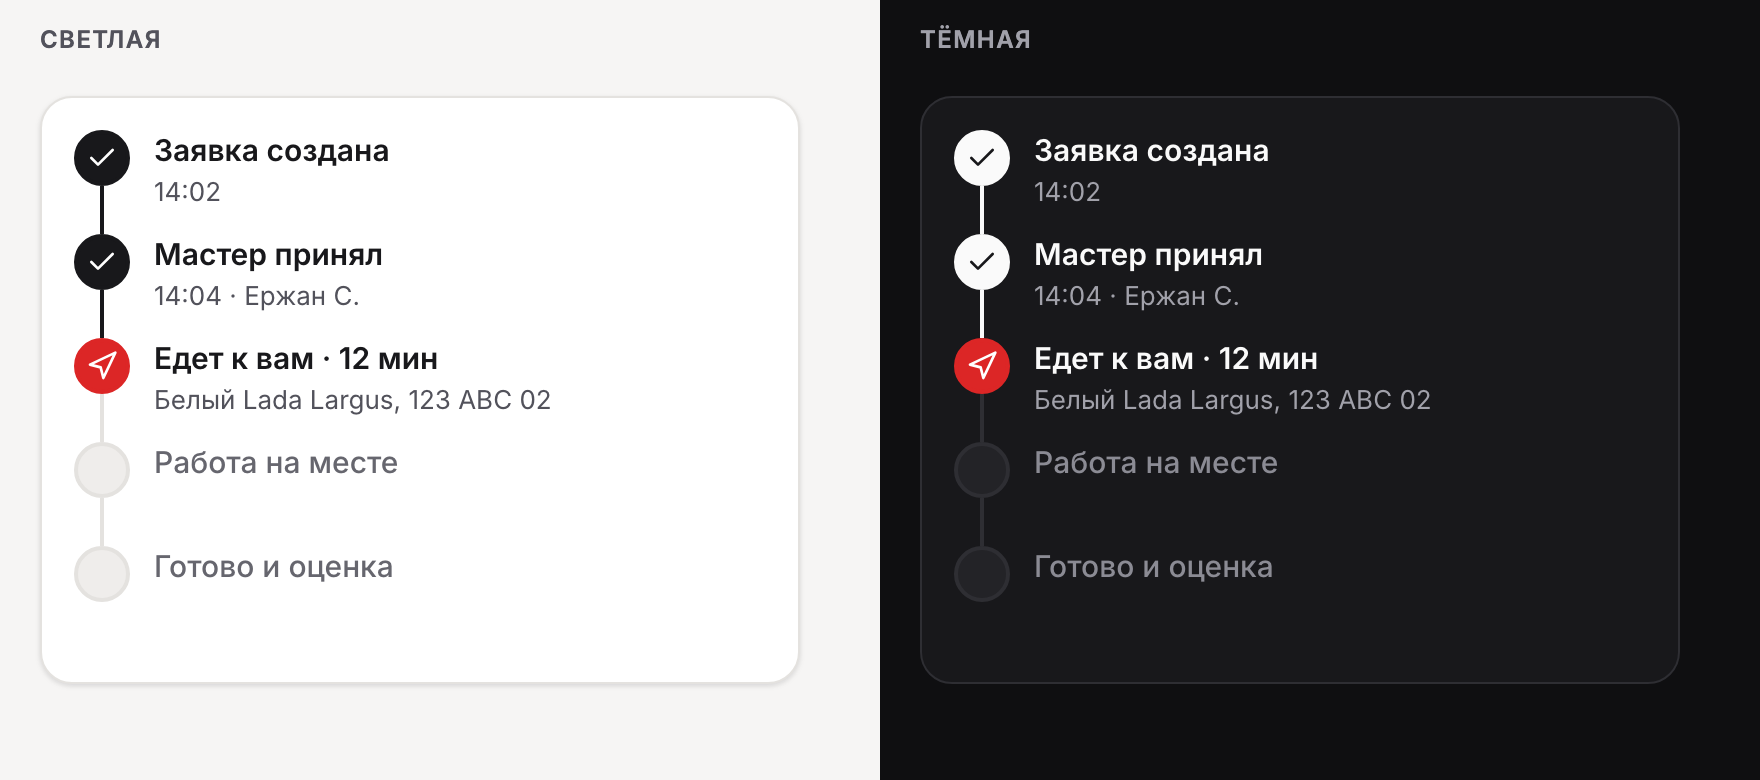 СВЕТЛАЯ
Заявка создана
14:02
Мастер принял
14:04 · Ержан С.
Едет к вам · 12 мин
Белый Lada Largus, 123 ABC 02
Работа на месте
Готово и оценка
ТЁМНАЯ
Заявка создана
14:02
Мастер принял
14:04 · Ержан С.
Едет к вам · 12 мин
Белый Lada Largus, 123 ABC 02
Работа на месте
Готово и оценка